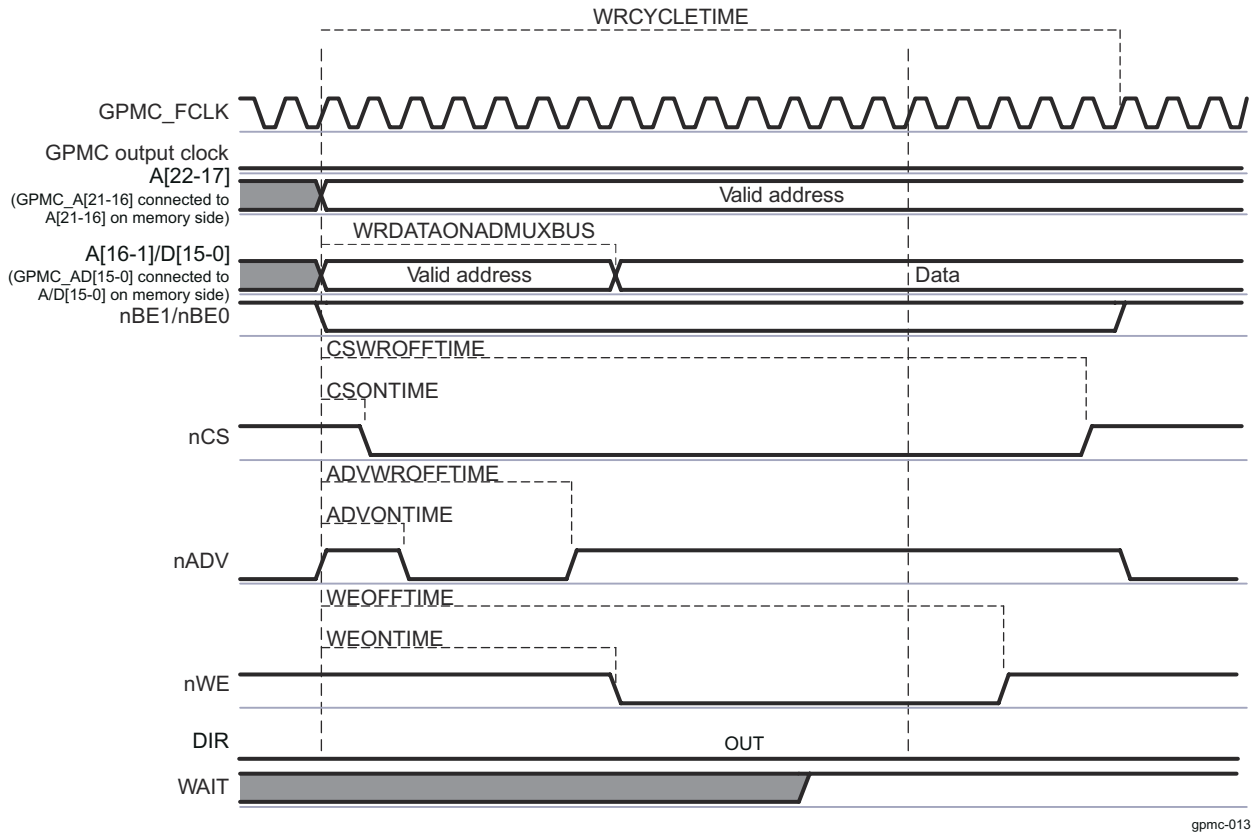 WRCYCLETIME
GPMC_FCLK
GPMC output clock
A[22-17]
(GPMC_A[21-16] connected to
A[21-16] on memory side)
Valid address
WRDATAONADMUXBUS
A[16-1]/D[15-0]
(GPMC_AD[15-0] connected to
A/D[15-0] on memory side)
Valid address
Data
nBE1/nBE0
CSWROFFTIME
CSONTIME
nCS
ADVWROFFTIME
ADVONTIME
nADV
WEOFFTIME
WEONTIME
nWE
DIR
OUT
WAIT
gpmc-013